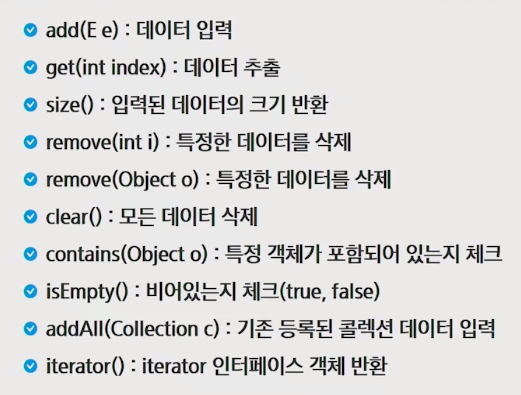 add(E e) : 데이터 입력
get(int index) : 데이터 추출
size() : 입력된 데이터의 크기 반환
remove(int i) : 특정한 데이터를 삭제
remove(Object o) : 특정한 데이터를 삭제
clear() : 모든 데이터 삭제
contains(Object o) : 특정 객체가 포함되어 있는지 체크
isEmpty() : 비어있는지 체크(true, false)
addAll(Collection c) : 기존 등록된 콜렉션 데이터 입력
iterator() : iterator 인터페이스 객체 반환